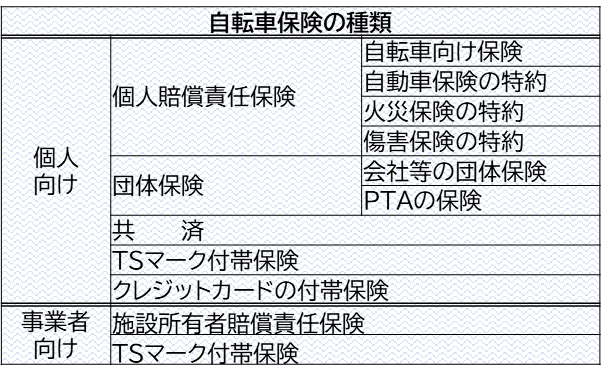 自転車保険の種類
個人
向け
個人賠償責任保険
自転車向け保険
自動車保険の特約
火災保険の特約
傷害保険の特約
団体保険
会社等の団体保険
PTAの保険
共　　済
TSマーク付帯保険
クレジットカードの付帯保険
事業者
向け
施設所有者賠償責任保険
TSマーク付帯保険